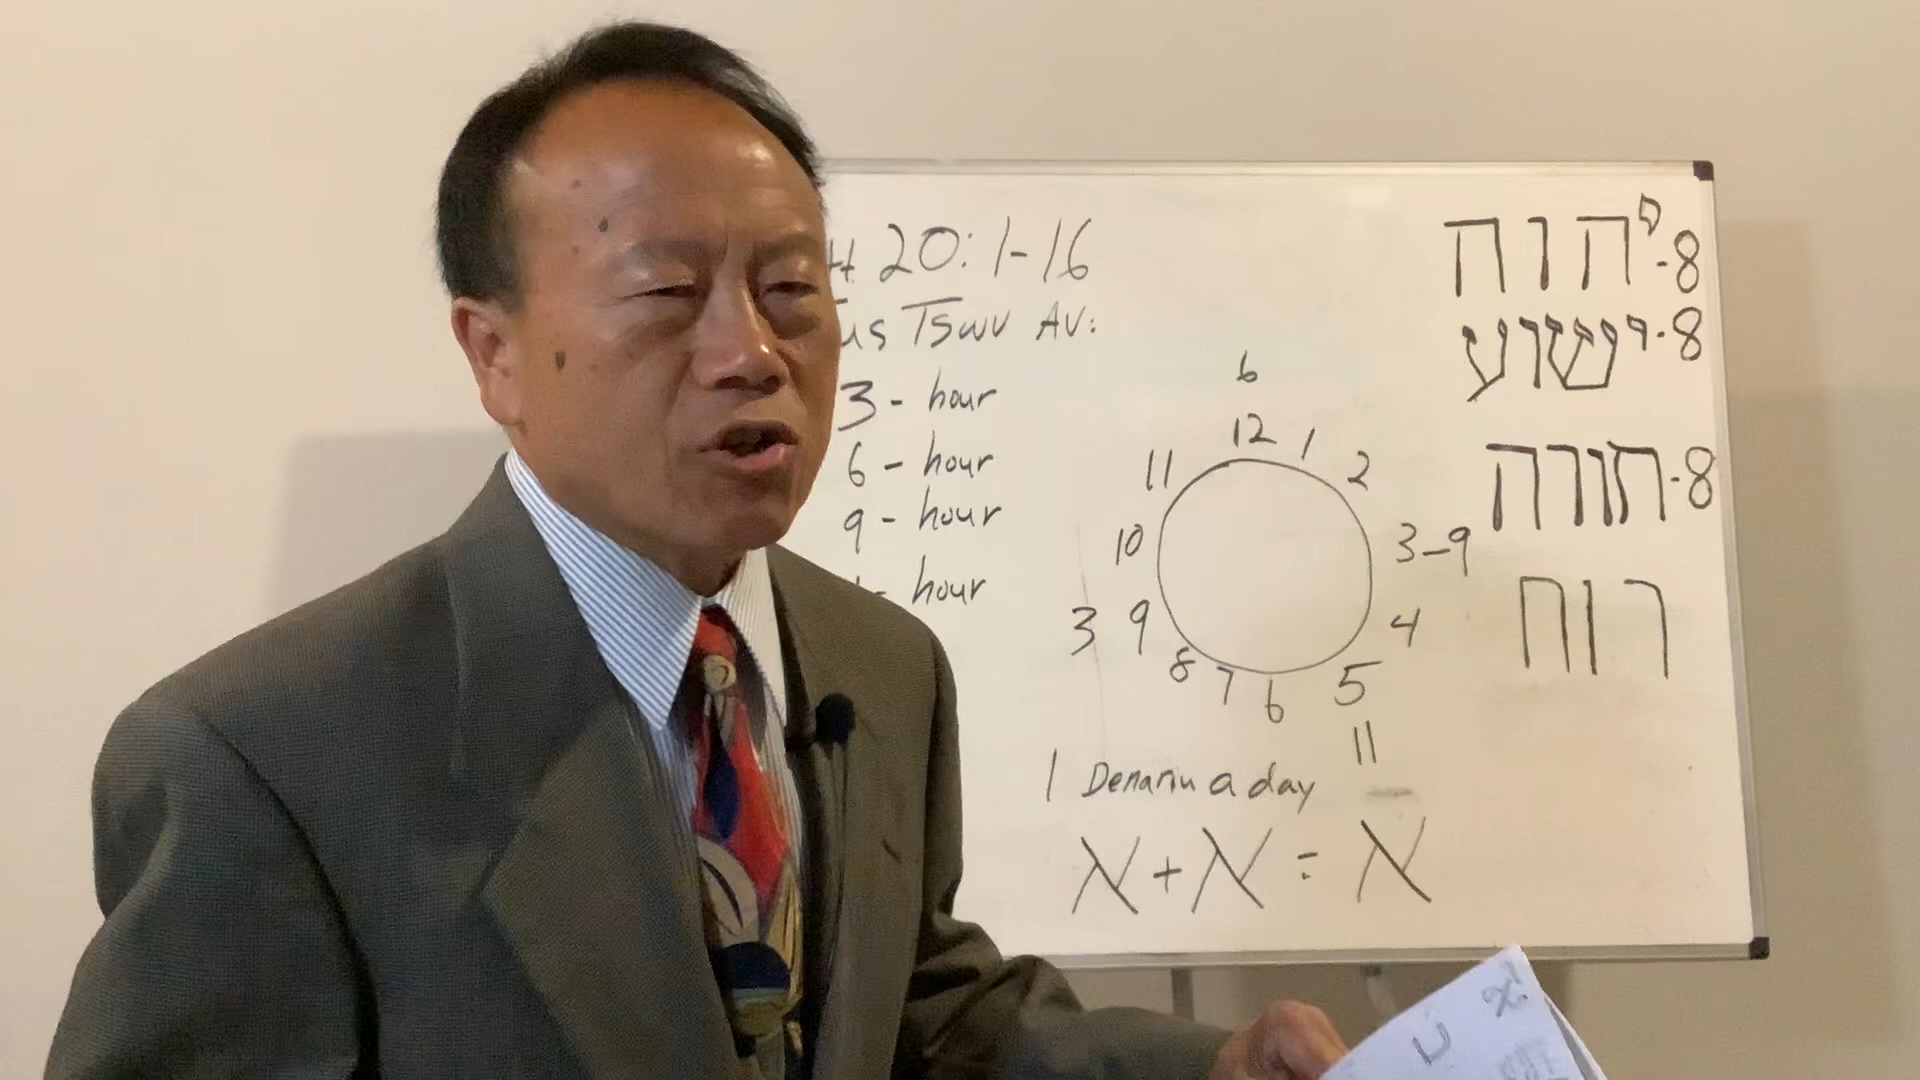 20:1-16
us Tswv Av:
3 - hour
6 - hour
9 - hour
- hour
6
12
1
2
3-9
4
5
11
6
7
8
3 9
10
11
1 Denariu a day
א + א = א
יהוה-8
ישוע-8
תורה-8
רוח